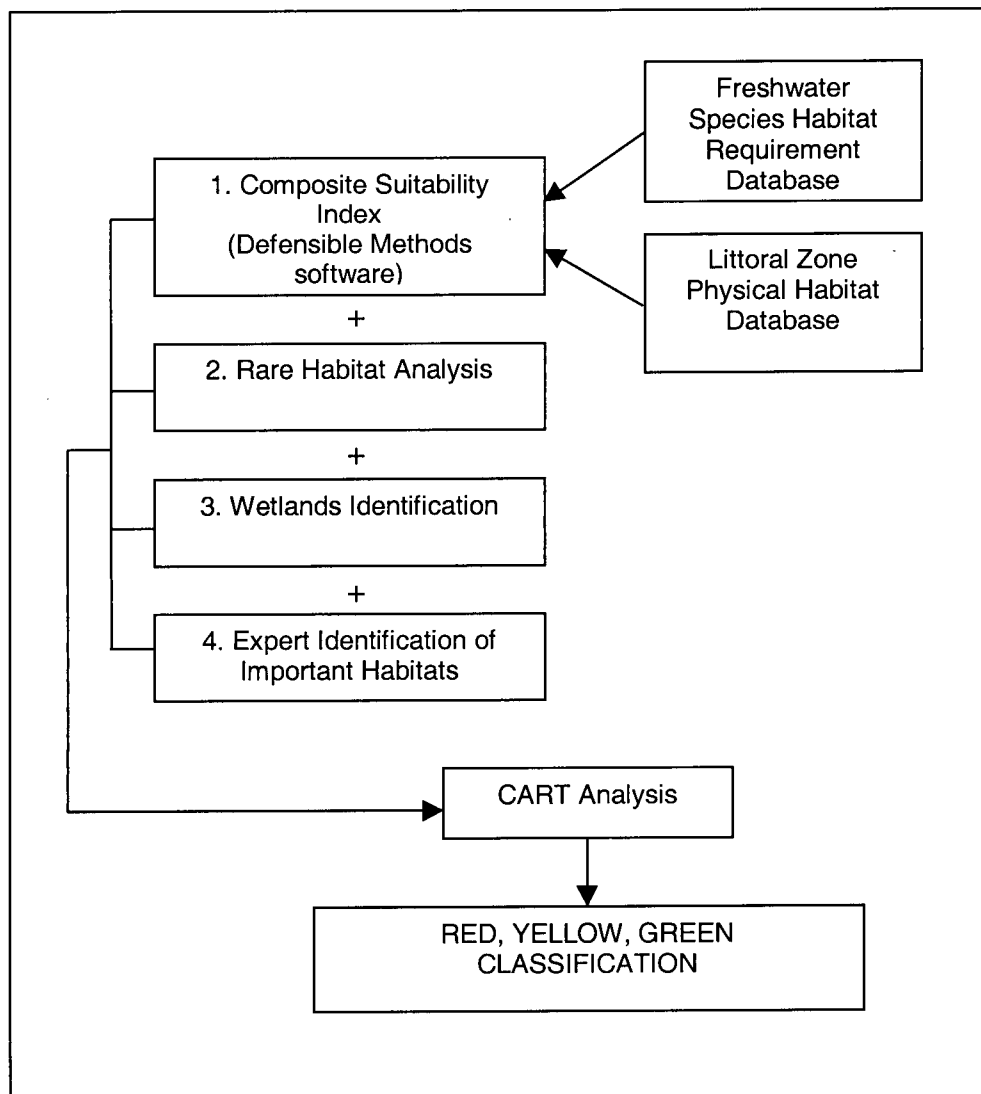 Freshwater
Species Habitat
Requirement
Database
1. Composite Suitability
Index
(Defensible Methods
software)
Littoral Zone
Physical Habitat
Database
+
2. Rare Habitat Analysis
+
3. Wetlands Identification
+
4. Expert Identification of
Important Habitats
CART Analysis
RED, YELLOW, GREEN
CLASSIFICATION